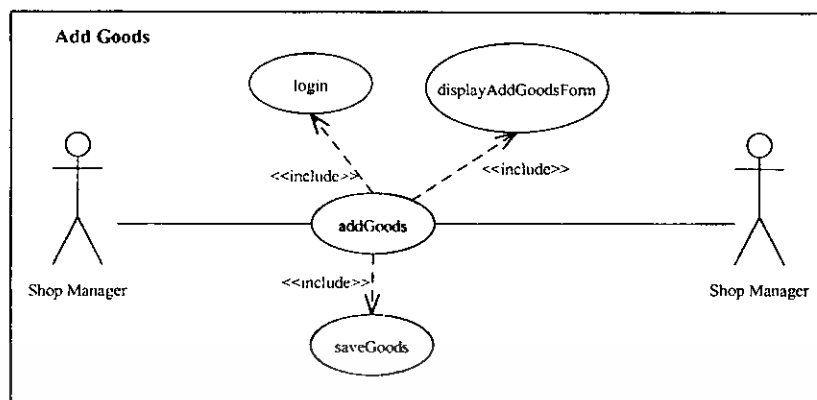 Add Goods
login
displayAddGoodsForm
<<include>>
<<include>>
addGoods
<<include>>
Shop Manager
Shop Manager
saveGoods